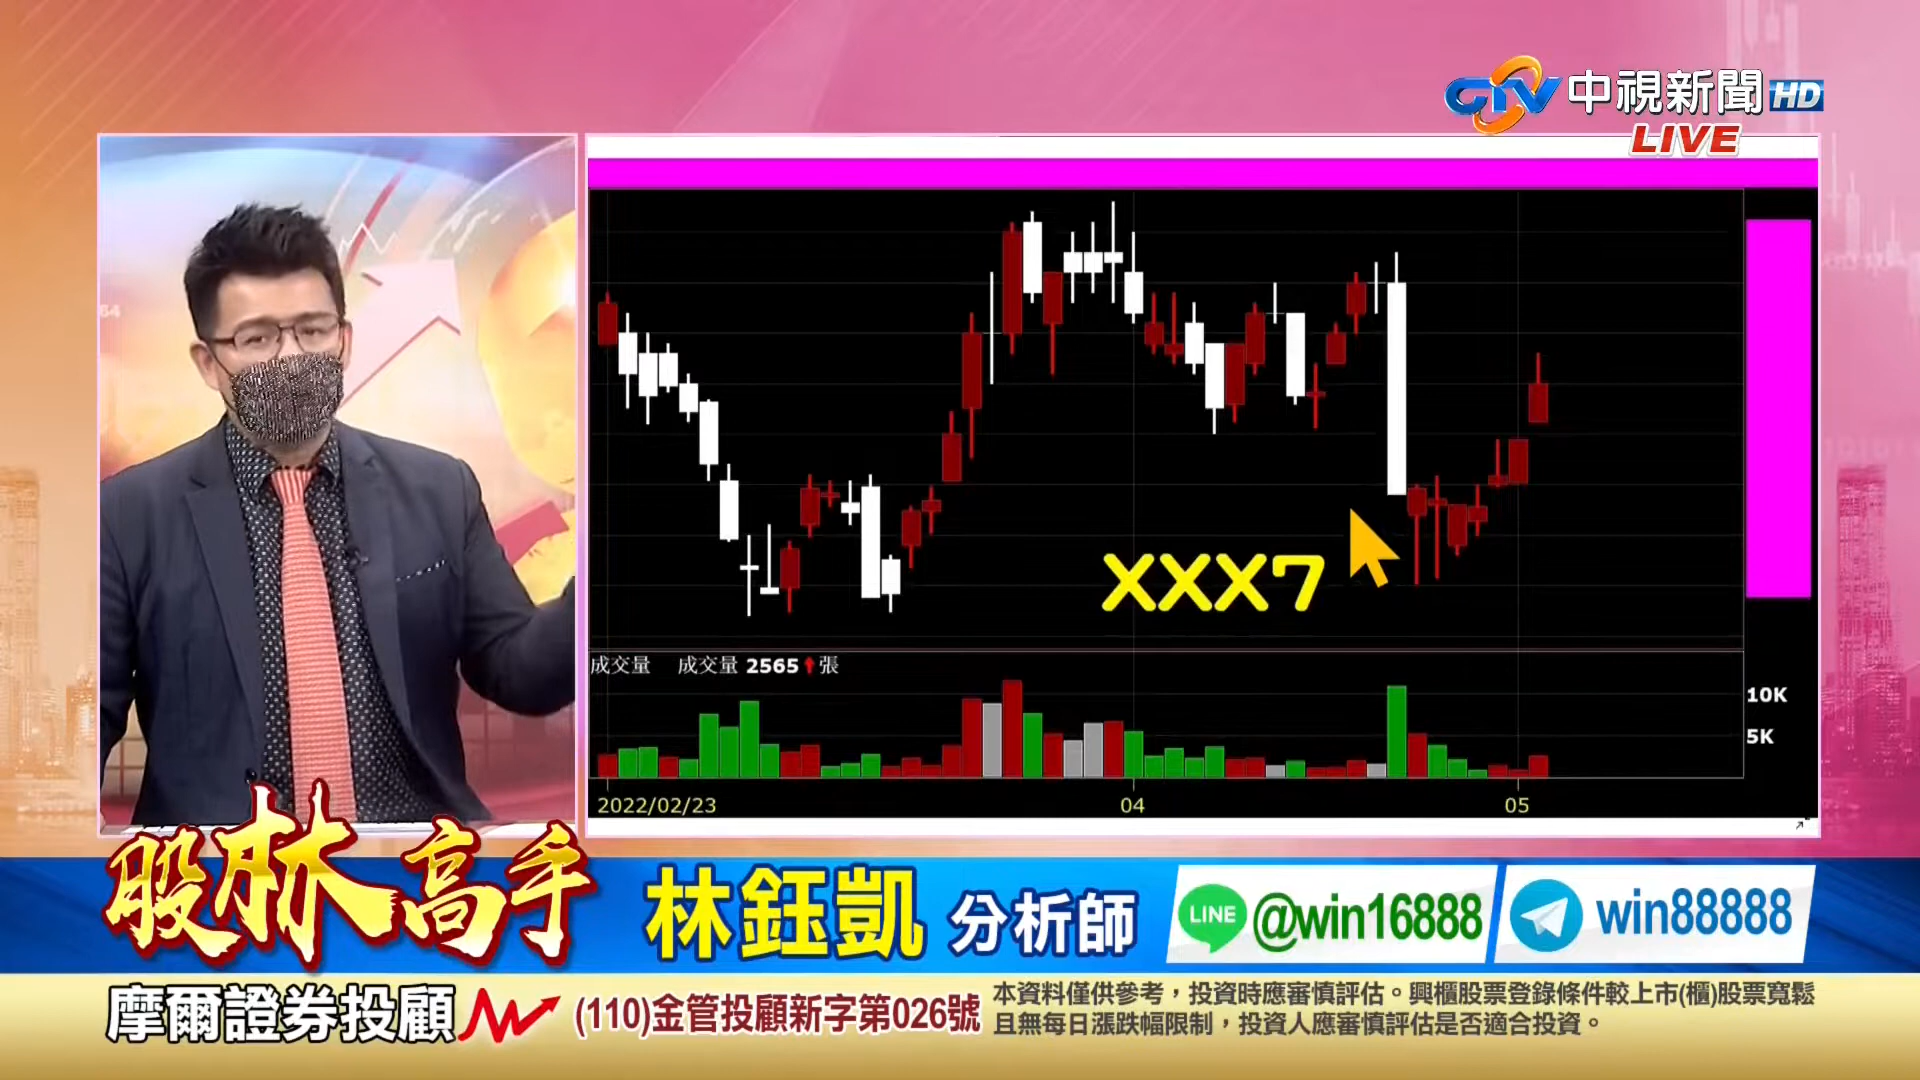 CTV 中視新聞 HD
LIVE
XXX7
成交量 成交量 2565 張
10K
5K
2022/02/23 04 05
股林高手
林鈺凱 分析師
LINE @win16888
win88888
摩爾證券投顧
(110)金管投顧新字第026號
本資料僅供參考，投資時應審慎評估。興櫃股票登錄條件較上市(櫃)股票寬鬆
且無每日漲跌幅限制，投資人應審慎評估是否適合投資。